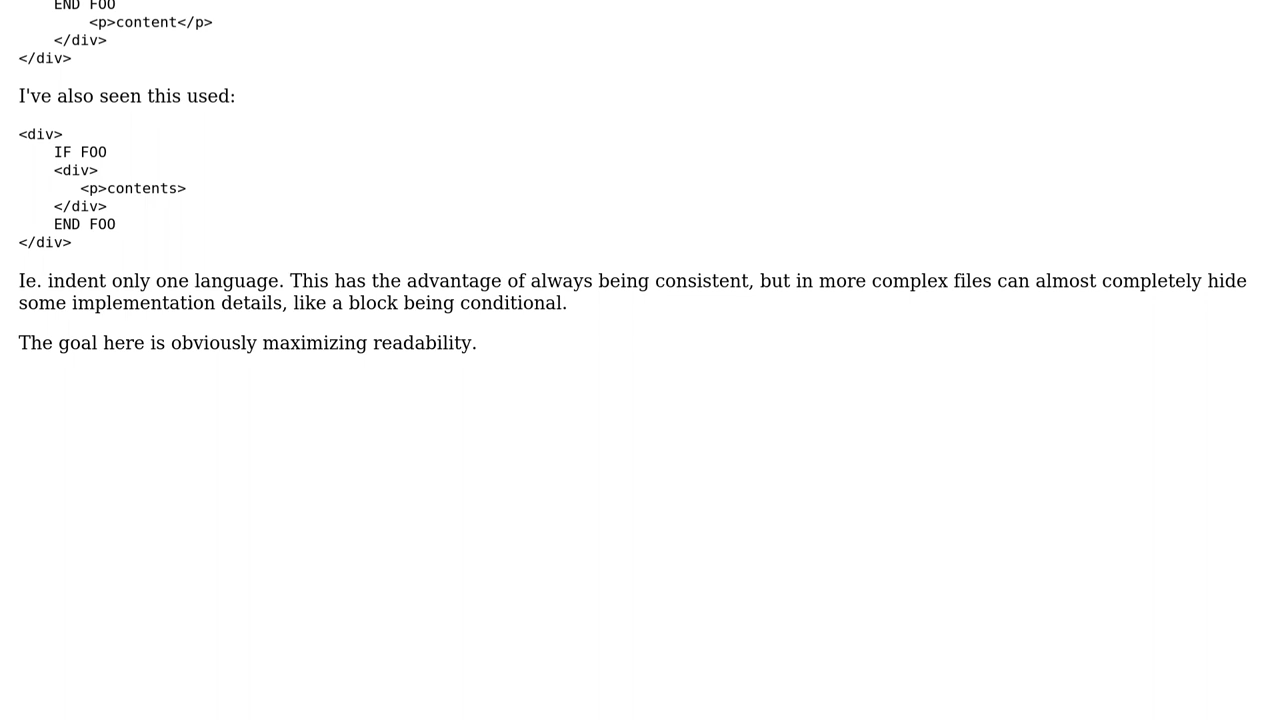 END FOO
        <p>content</p>
    </div>
</div>
I've also seen this used:
<div>
    IF FOO
    <div>
       <p>contents>
    </div>
    END FOO
</div>
Ie. indent only one language. This has the advantage of always being consistent, but in more complex files can almost completely hide
some implementation details, like a block being conditional.
The goal here is obviously maximizing readability.